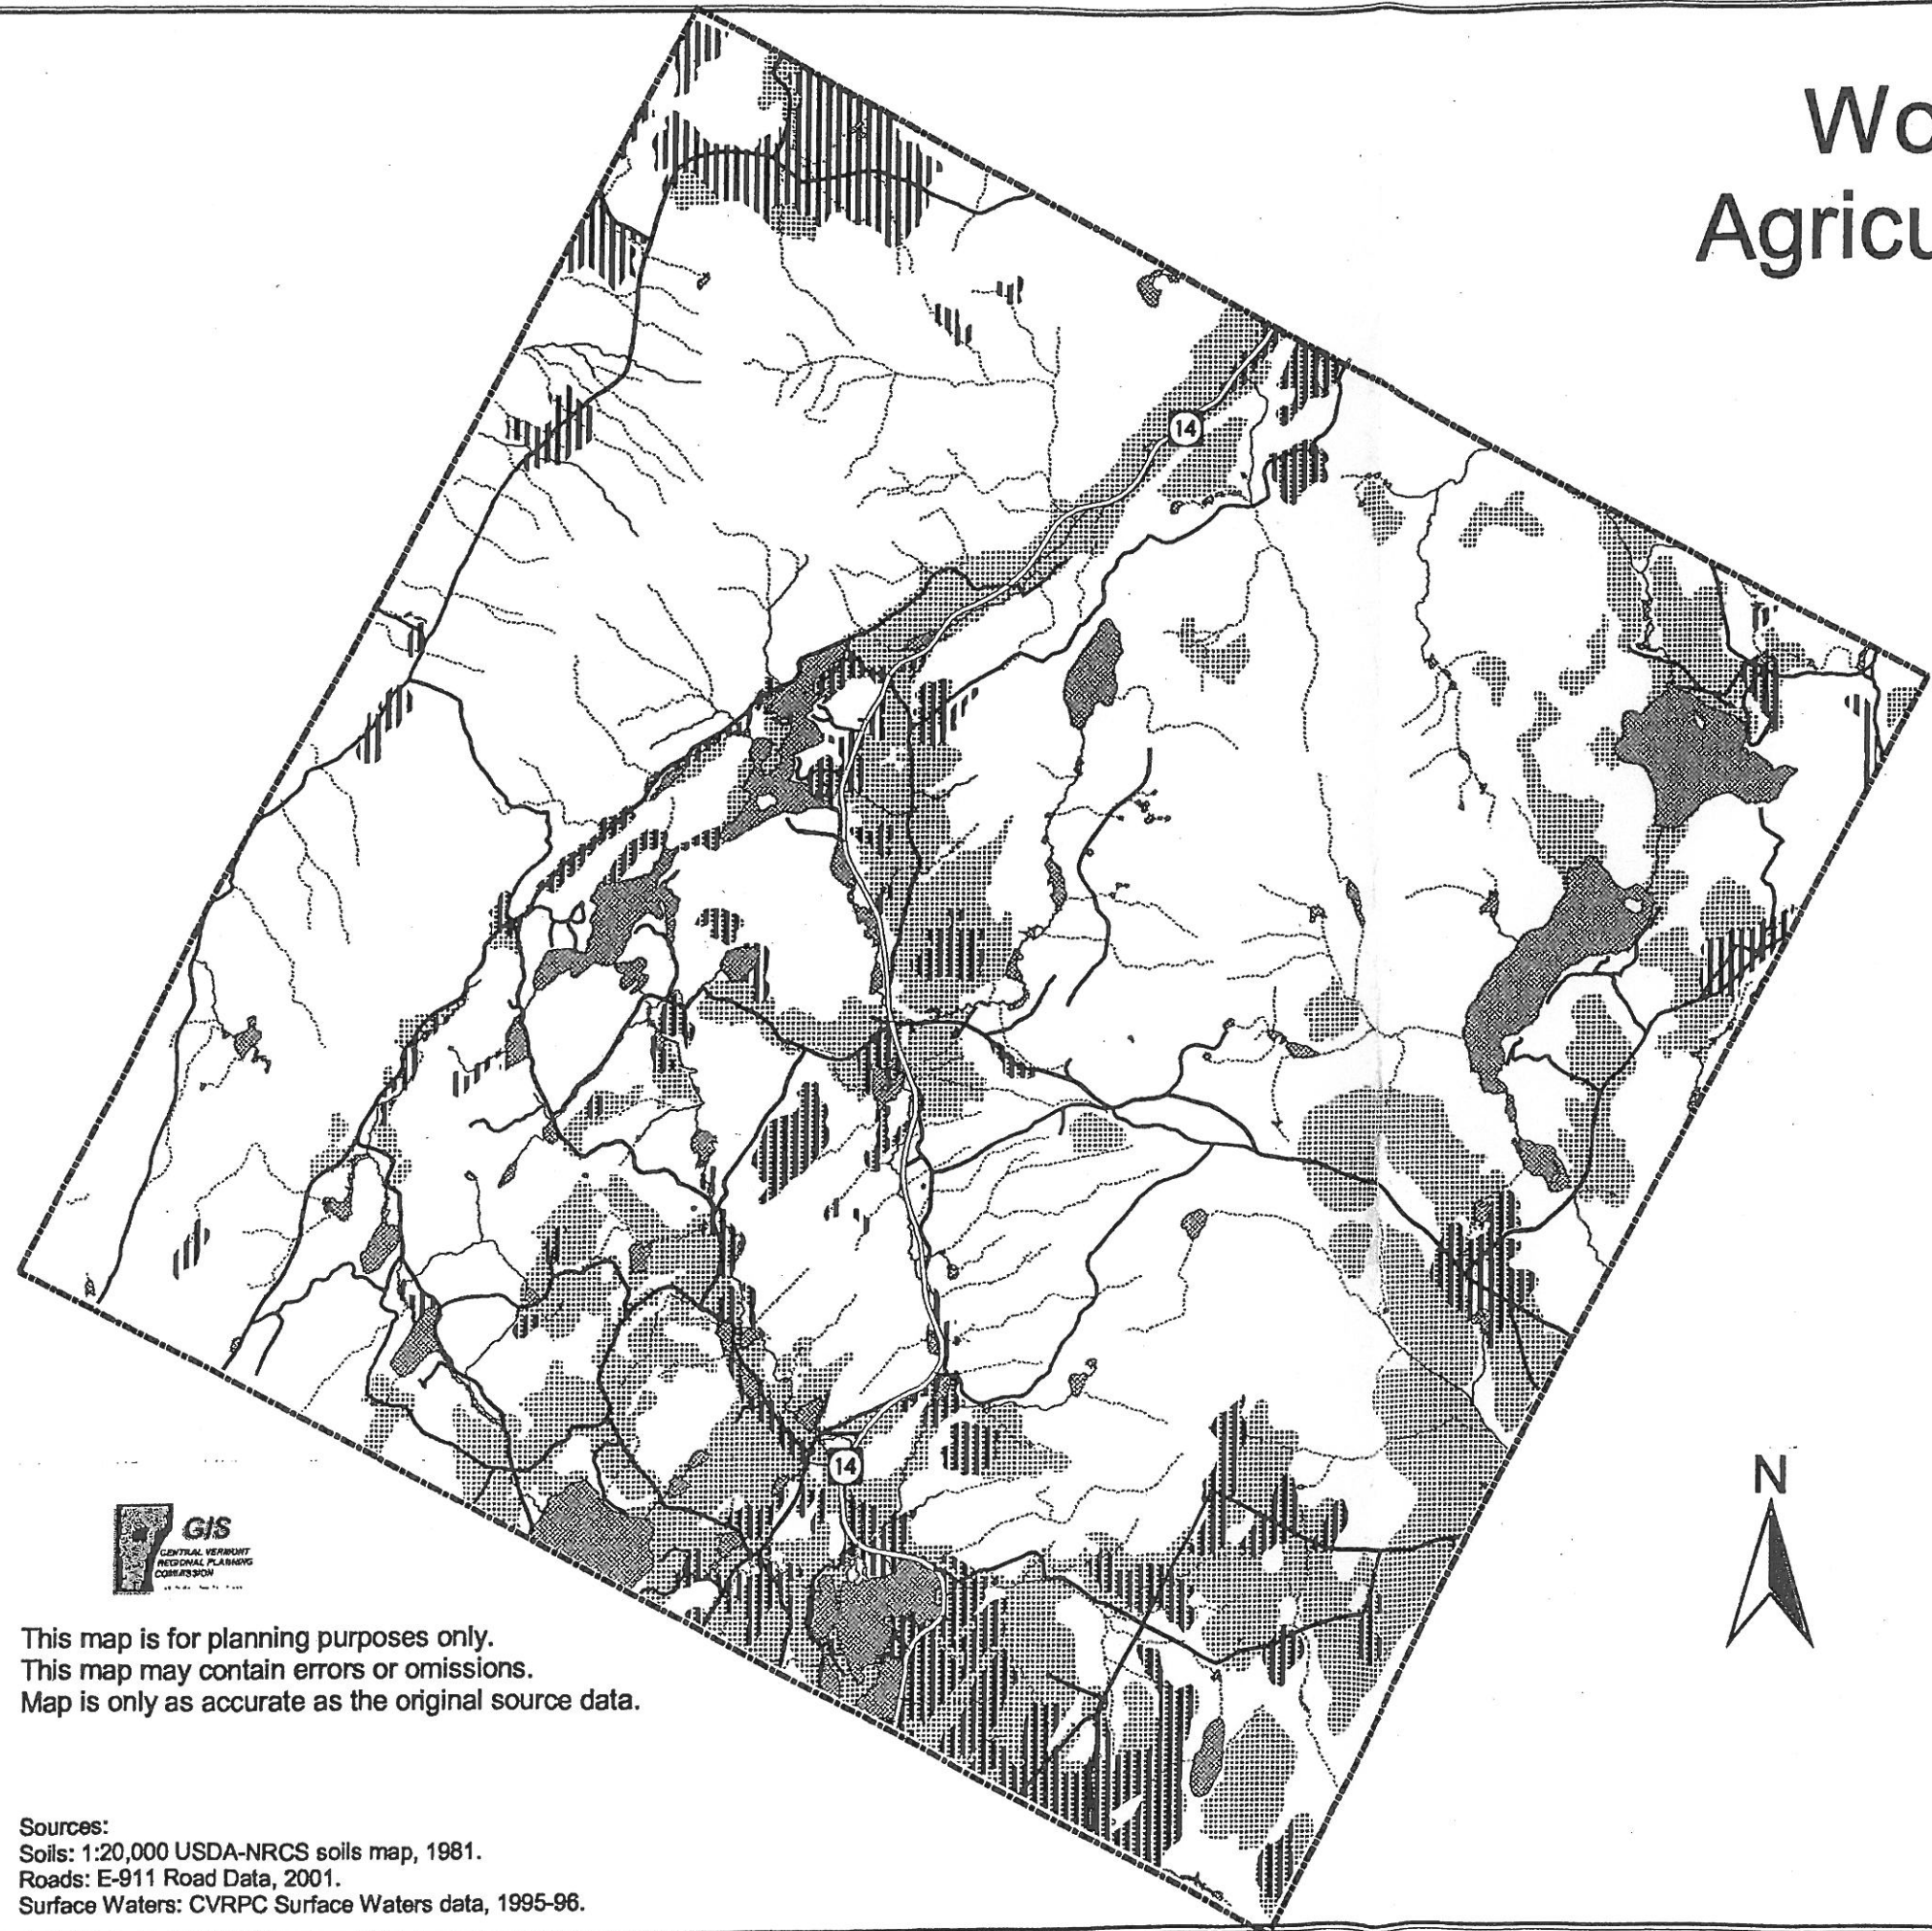 Wo
Agricu
14
14
N
GIS
CENTRAL VERMONT
REGIONAL PLANNING
COMMISSION
This map is for planning purposes only.
This map may contain errors or omissions.
Map is only as accurate as the original source data.
Sources:
Soils: 1:20,000 USDA-NRCS soils map, 1981.
Roads: E-911 Road Data, 2001.
Surface Waters: CVRPC Surface Waters data, 1995-96.